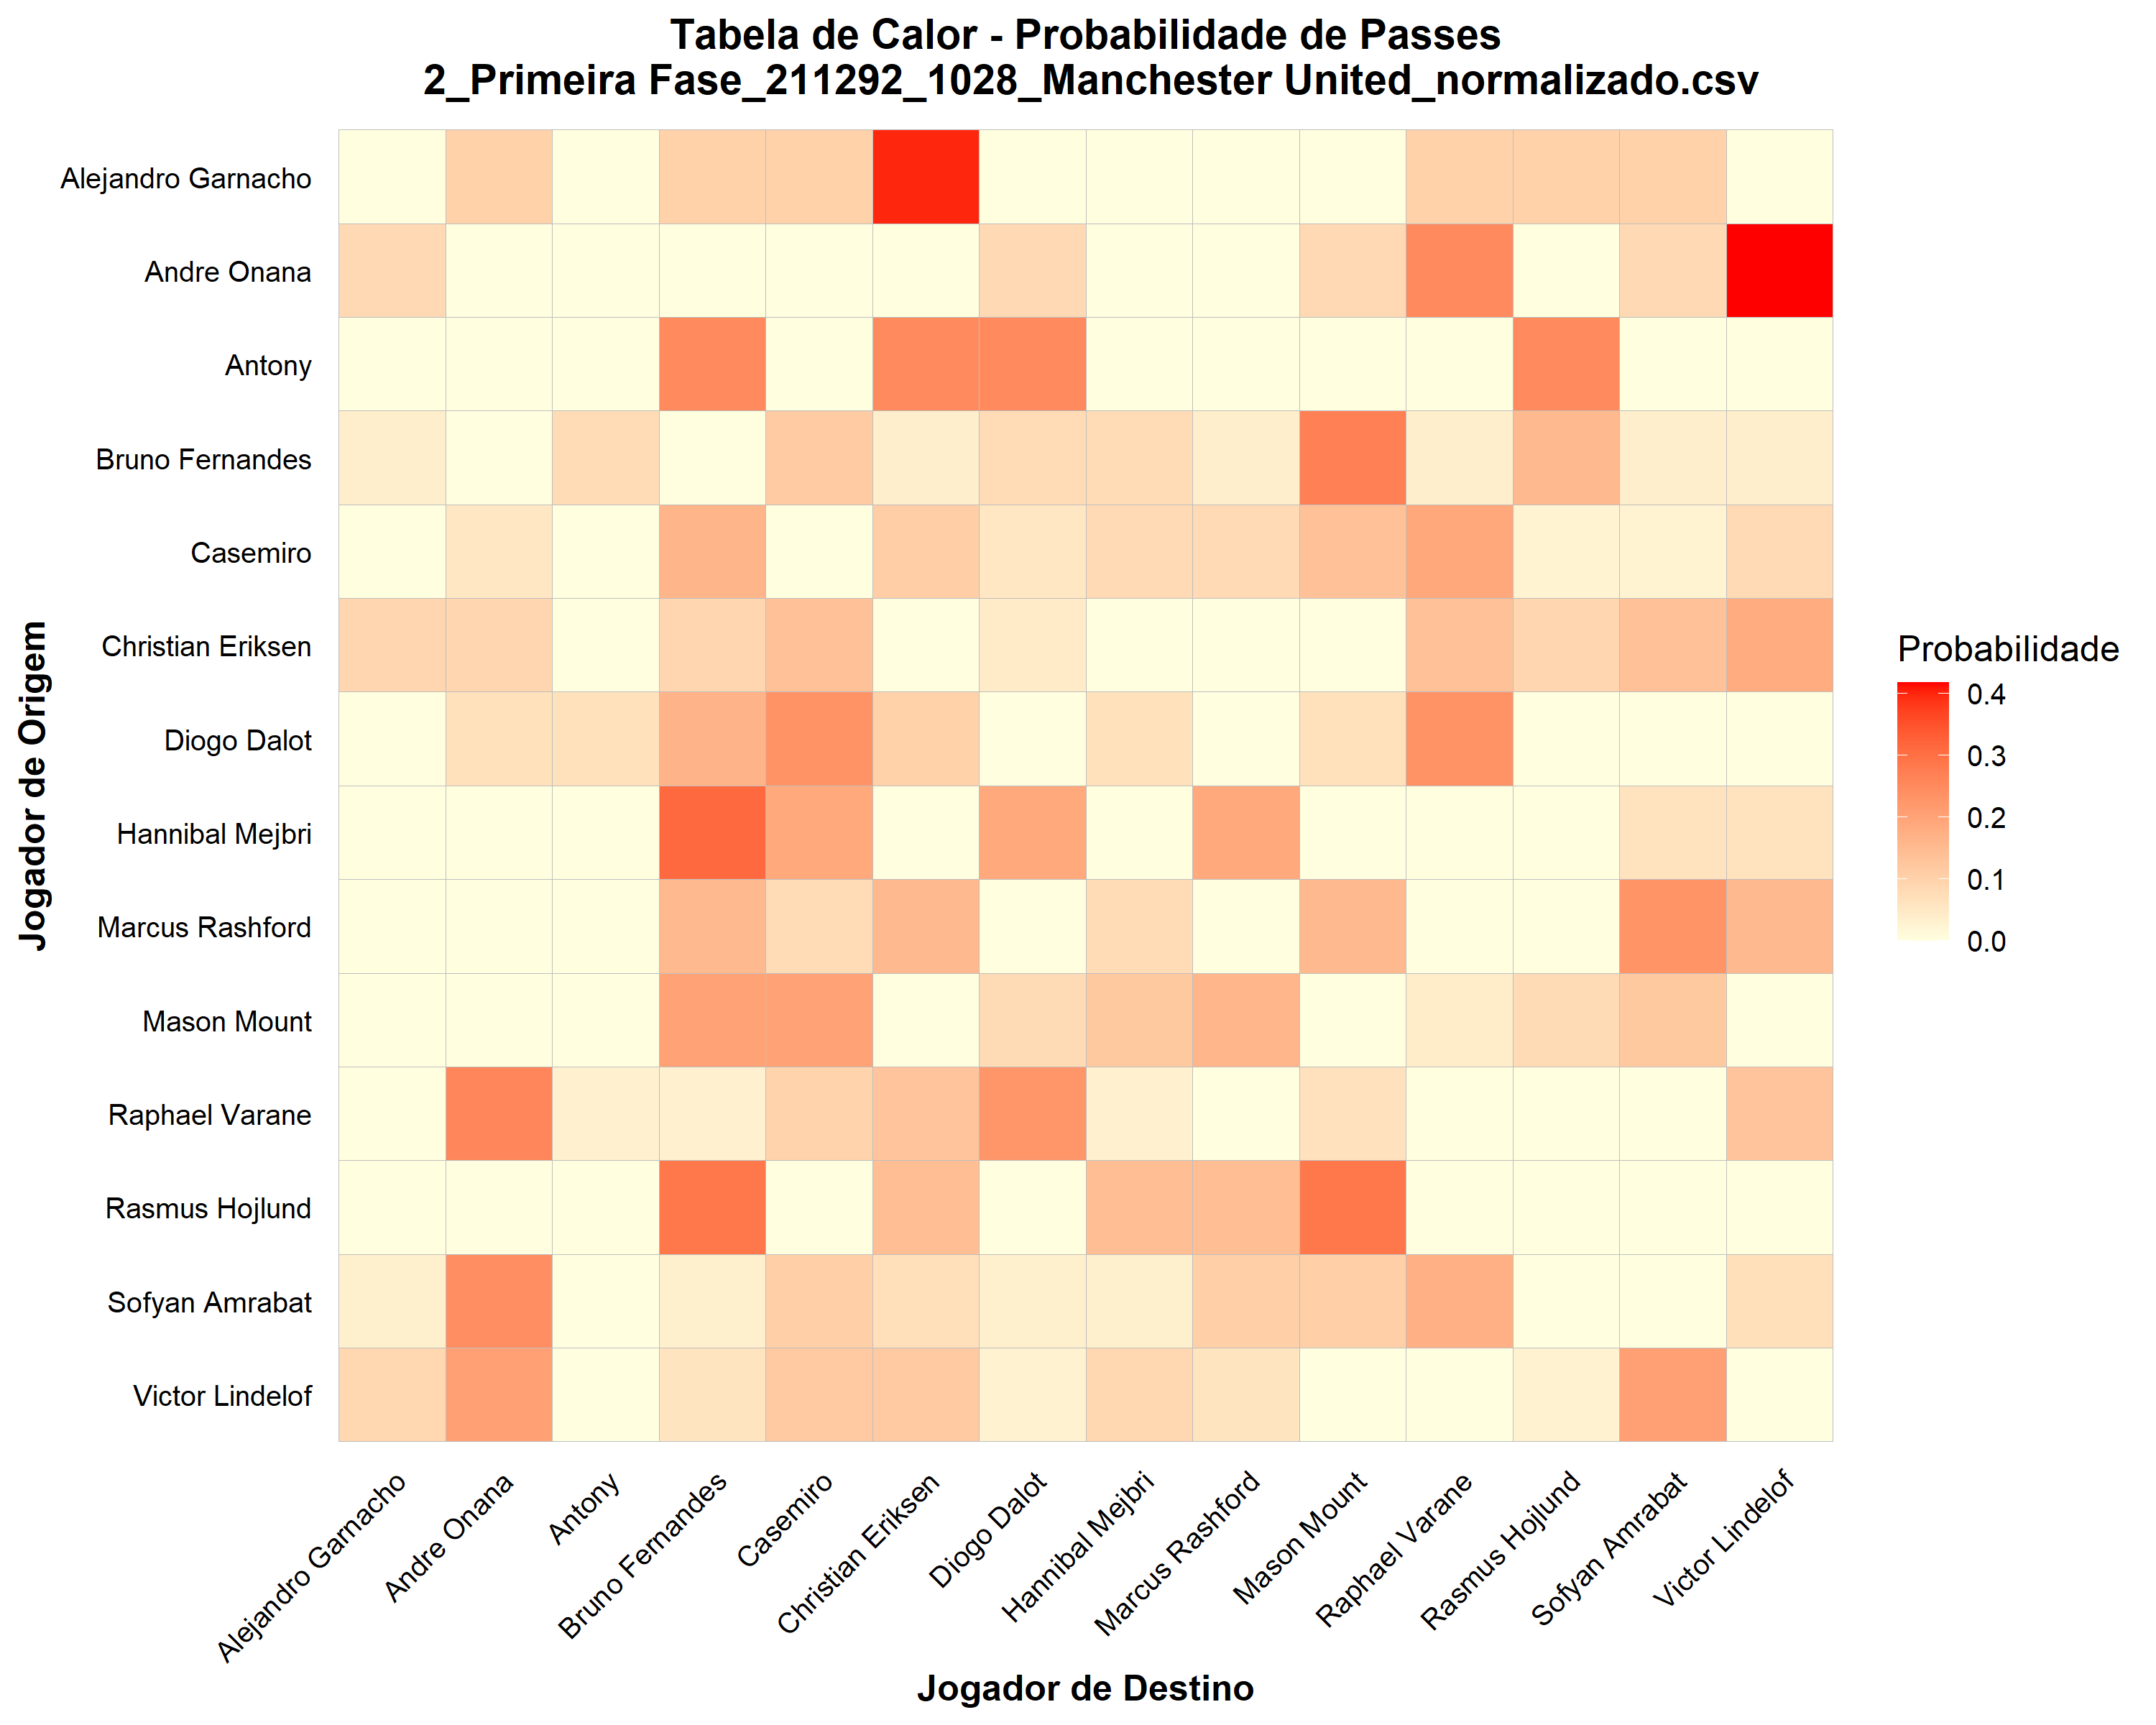 Tabela de Calor - Probabilidade de Passes
2_Primeira Fase_211292_1028_Manchester United_normalizado.csv
Jogador de Origem
Alejandro Garnacho
Andre Onana
Antony
Bruno Fernandes
Casemiro
Christian Eriksen
Diogo Dalot
Hannibal Mejbri
Marcus Rashford
Mason Mount
Raphael Varane
Rasmus Hojlund
Sofyan Amrabat
Victor Lindelof
Alejandro Garnacho
Andre Onana
Antony
Bruno Fernandes
Casemiro
Christian Eriksen
Diogo Dalot
Hannibal Mejbri
Marcus Rashford
Mason Mount
Raphael Varane
Rasmus Hojlund
Sofyan Amrabat
Victor Lindelof
Jogador de Destino
Probabilidade
0.4
0.3
0.2
0.1
0.0